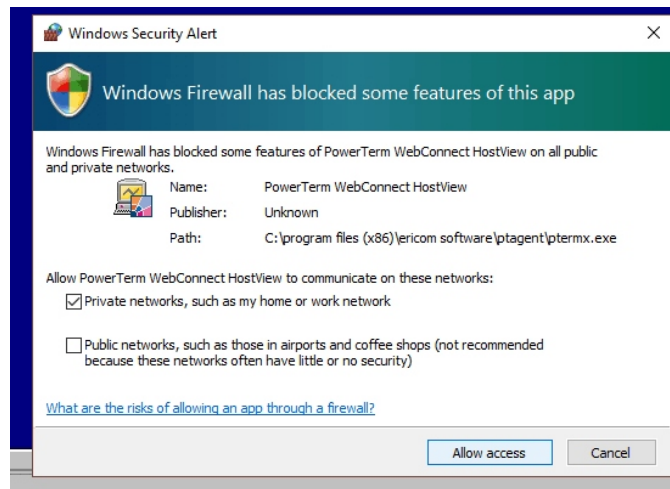 Windows Security Alert
Windows Firewall has blocked some features of this app
Windows Firewall has blocked some features of PowerTerm WebConnect HostView on all public
and private networks.
Name: PowerTerm WebConnect HostView
Publisher: Unknown
Path: C:\program files (x86)\ericom software\ptagent\ptermx.exe
Allow PowerTerm WebConnect HostView to communicate on these networks:
Private networks, such as my home or work network
Public networks, such as those in airports and coffee shops (not recommended
because these networks often have little or no security)
What are the risks of allowing an app through a firewall?
Allow access Cancel